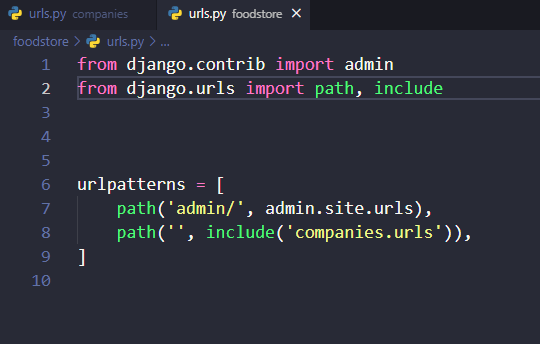 urls.py companies urls.py foodstore ×
foodstore > urls.py > ...
1 from django.contrib import admin
2 from django.urls import path, include
3
4
5
6 urlpatterns = [
7     path('admin/', admin.site.urls),
8     path('', include('companies.urls')),
9 ]
10